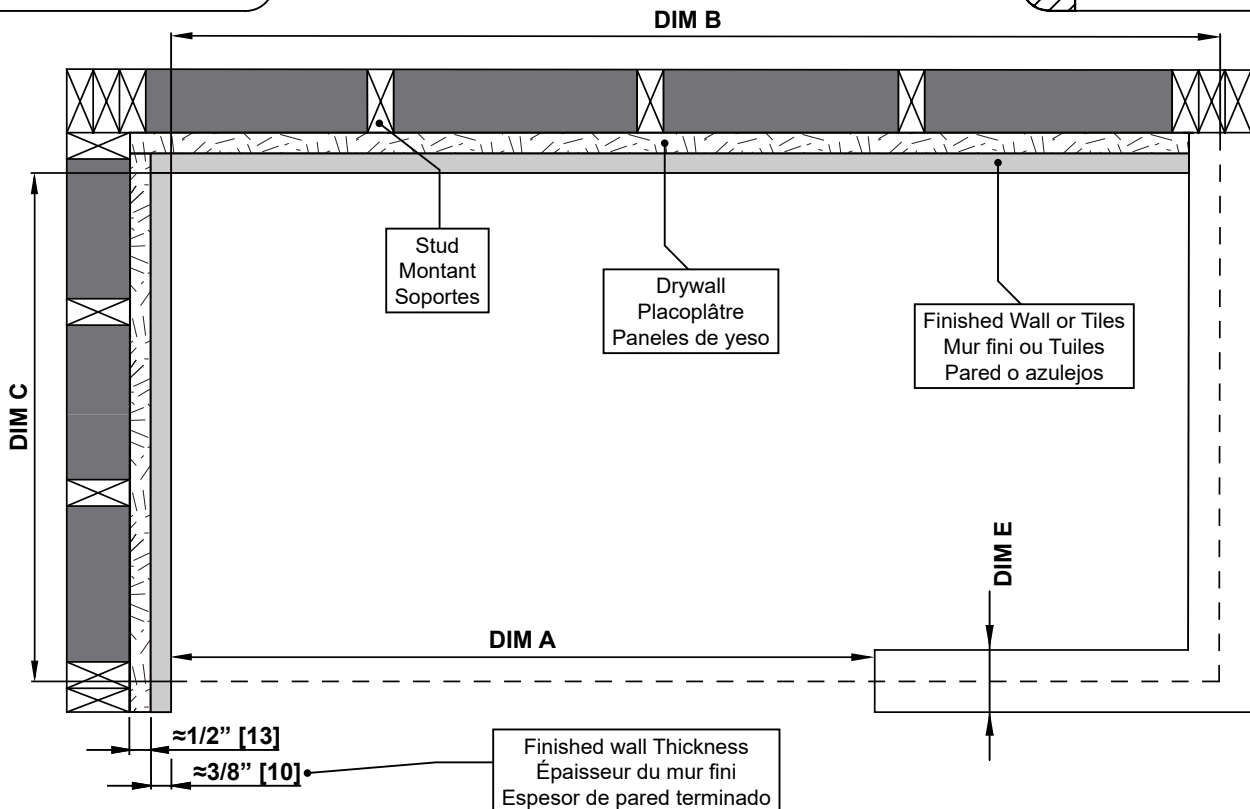 DIM B
Stud
Montant
Soportes
Drywall
Placoplâtre
Paneles de yeso
Finished Wall or Tiles
Mur fini ou Tuiles
Pared o azulejos
DIM C
DIM E
DIM A
≈1/2” [13]
≈3/8” [10]
Finished wall Thickness
Épaisseur du mur fini
Espesor de pared terminado